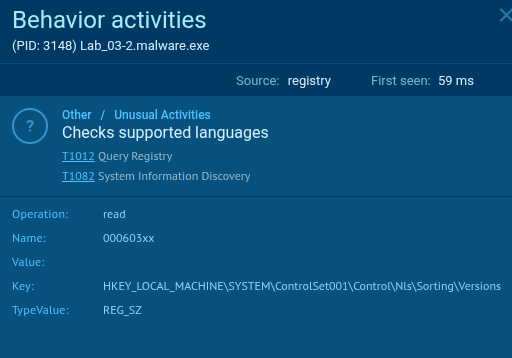 Behavior activities
(PID: 3148) Lab_03-2.malware.exe
Source: registry First seen: 59 ms
Other / Unusual Activities
Checks supported languages
T1012 Query Registry
T1082 System Information Discovery
Operation: read
Name: 000603xx
Value:
Key: HKEY_LOCAL_MACHINE\SYSTEM\ControlSet001\Control\Nls\Sorting\Versions
TypeValue: REG_SZ